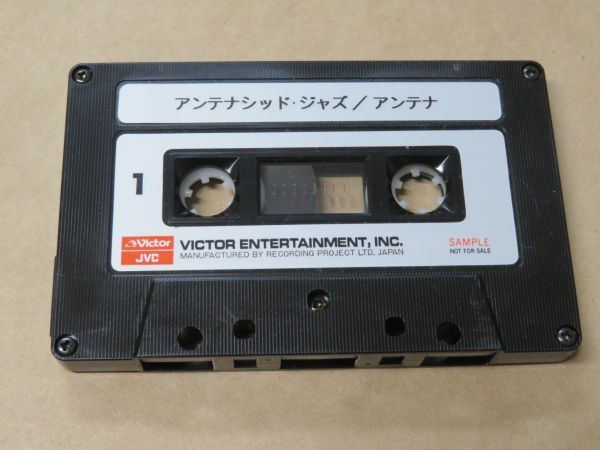 アンテナシッド・ジャズ／アンテナ
1
Victor
JVC
VICTOR ENTERTAINMENT, INC.
MANUFACTURED BY RECORDING PROJECT LTD, JAPAN
SAMPLE
NOT FOR SALE